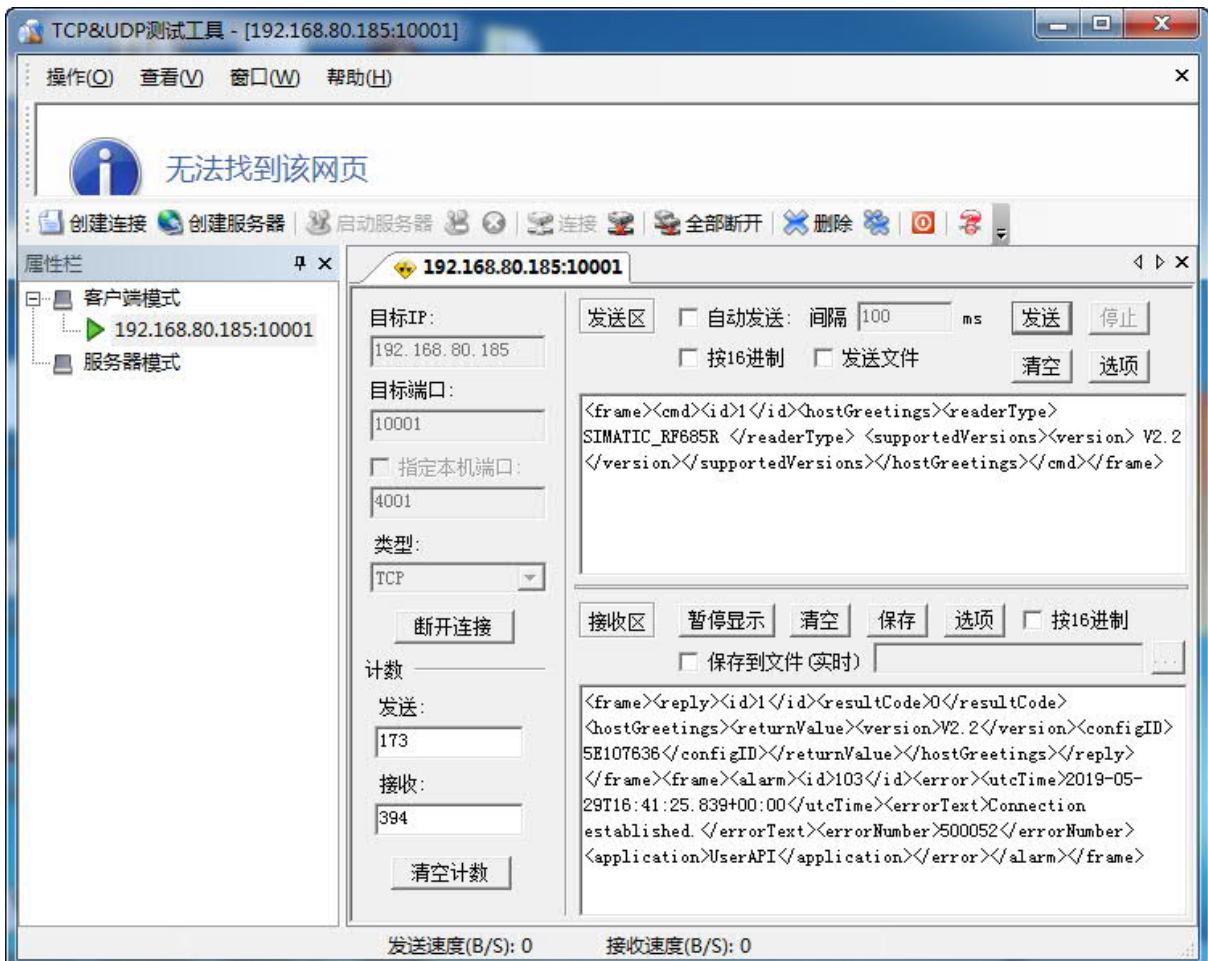 TCP&UDP测试工具 - [192.168.80.185:10001]
操作(O) 查看(V) 窗口(W) 帮助(H)
无法找到该网页
创建连接 创建服务器 启动服务器 连接 全部断开 删除
属性栏
192.168.80.185:10001
客户端模式
192.168.80.185:10001
服务器模式
目标IP:
192.168.80.185
目标端口:
10001
指定本机端口:
4001
类型:
TCP
断开连接
计数
发送:
173
接收:
394
清空计数
发送区 自动发送: 间隔 100 ms 发送 停止
按16进制 发送文件 清空 选项
<frame><cmd><id>1</id><hostGreetings><readerType>
SIMATIC_RF685R </readerType> <supportedVersions><version> V2.2
</version></supportedVersions></hostGreetings></cmd></frame>
接收区 暂停显示 清空 保存 选项 按16进制
保存到文件(实时) ...
<frame><reply><id>1</id><resultCode>0</resultCode>
<hostGreetings><returnValue><version>V2.2</version><configID>
5E107636</configID></returnValue></hostGreetings></reply>
</frame><frame><alarm><id>103</id><error><utcTime>2019-05-
29T16:41:25.839+00:00</utcTime><errorText>Connection
established.</errorText><errorNumber>500052</errorNumber>
<application>UserAPI</application></error></alarm></frame>
发送速度(B/S): 0 接收速度(B/S): 0